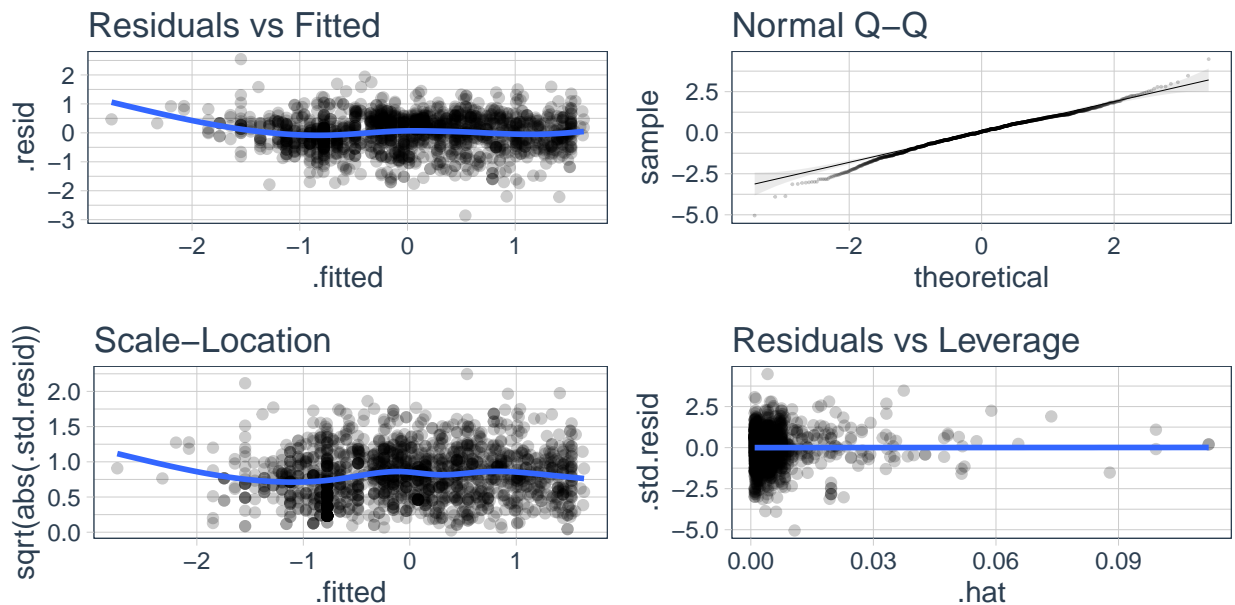 Residuals vs Fitted
.resid
2
1
0
−1
−2
−3
−2
−1
0
1
.fitted
Normal Q−Q
sample
2.5
0.0
−2.5
−5.0
−2
0
2
theoretical
Scale−Location
sqrt(abs(.std.resid))
2.0
1.5
1.0
0.5
0.0
−2
−1
0
1
.fitted
Residuals vs Leverage
.std.resid
2.5
0.0
−2.5
−5.0
0.00
0.03
0.06
0.09
.hat